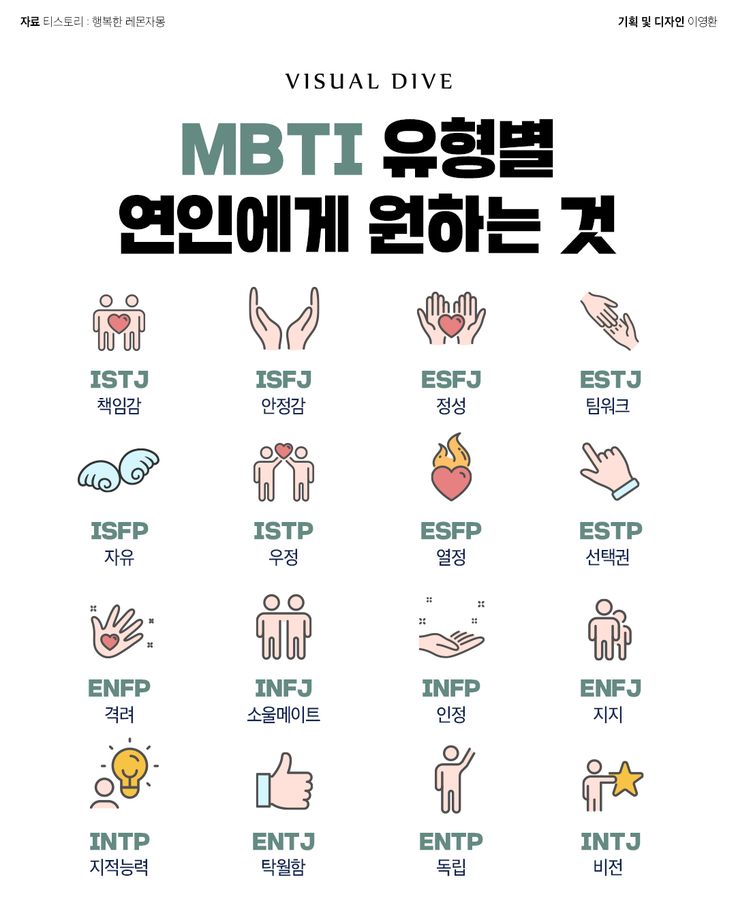 자료 티스토리 : 행복한 레몬자몽
기획 및 디자인 이영환
VISUAL DIVE
MBTI 유형별
연인에게 원하는 것
ISTJ
책임감
ISFJ
안정감
ESFJ
정성
ESTJ
팀워크
ISFP
자유
ISTP
우정
ESFP
열정
ESTP
선택권
ENFP
격려
INFJ
소울메이트
INFP
인정
ENFJ
지지
INTP
지적능력
ENTJ
탁월함
ENTP
독립
INTJ
비전